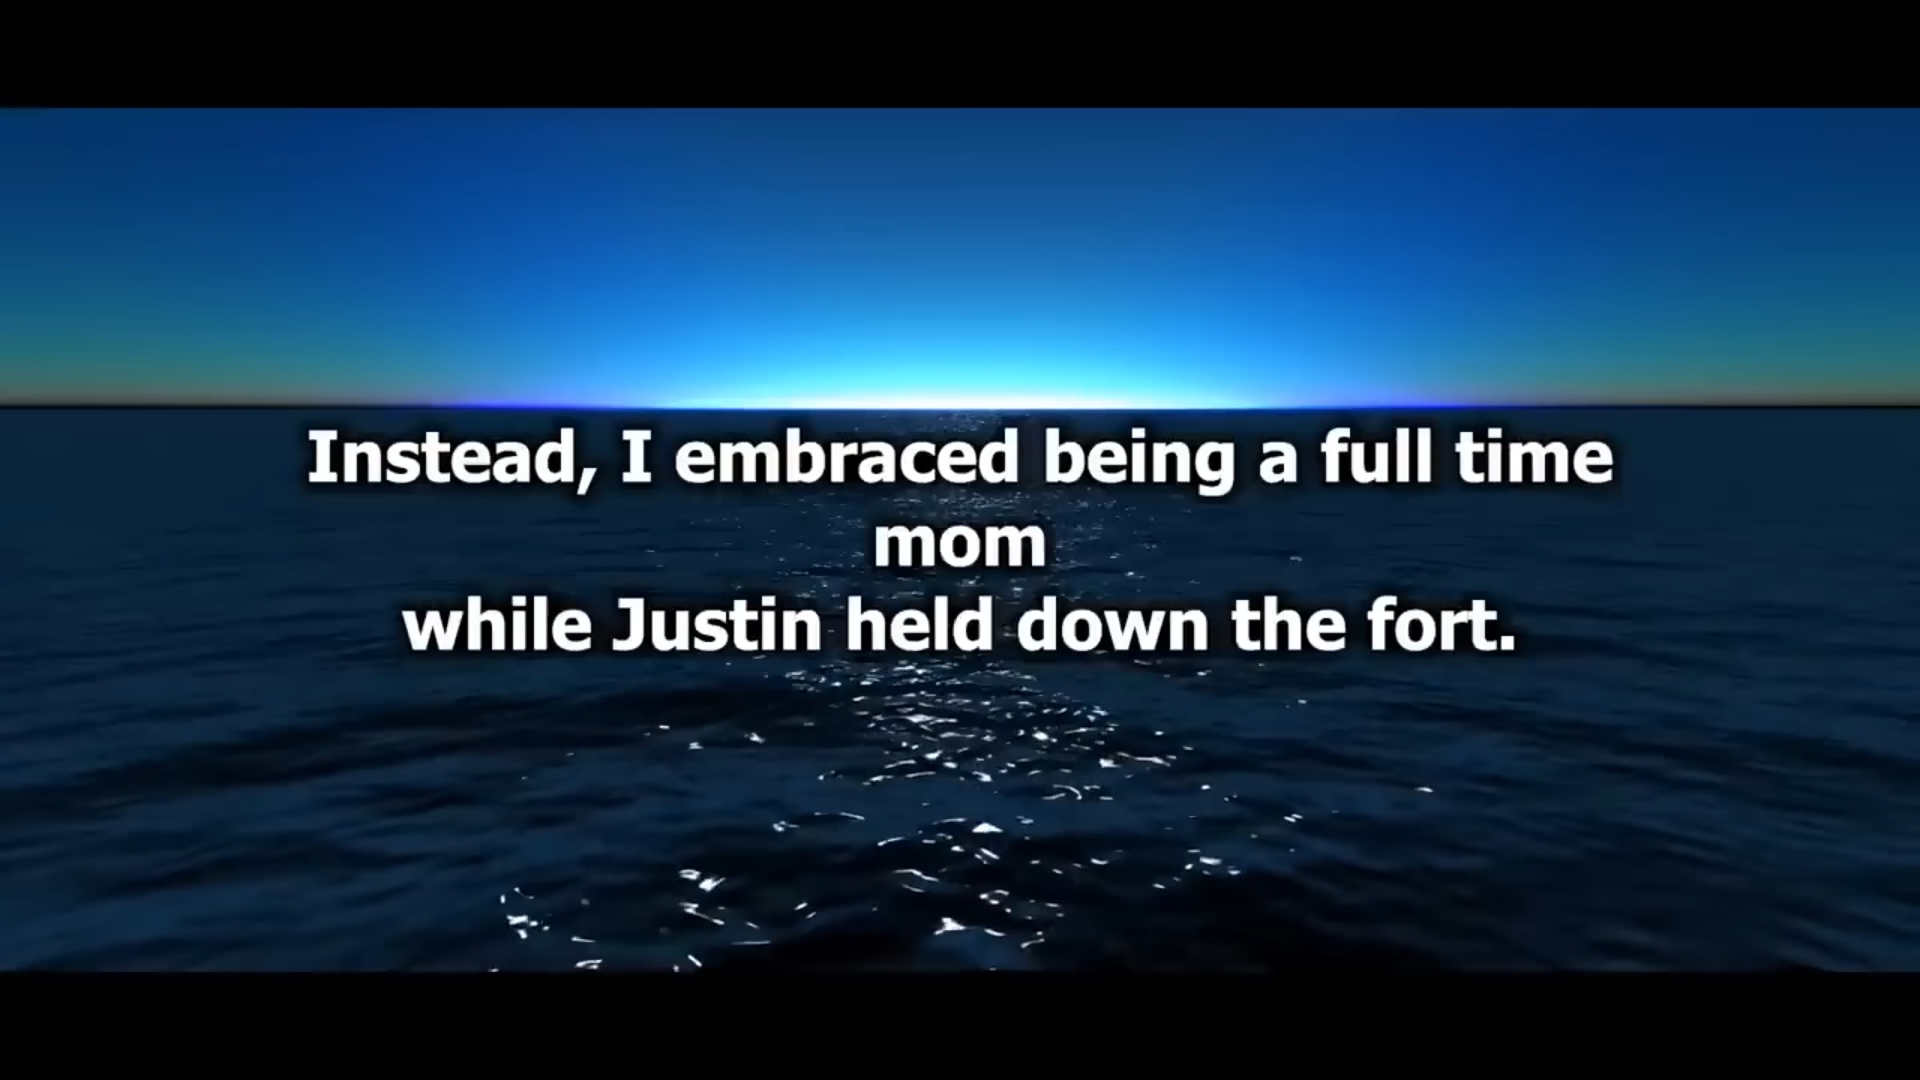 Instead, I embraced being a full time
mom
while Justin held down the fort.